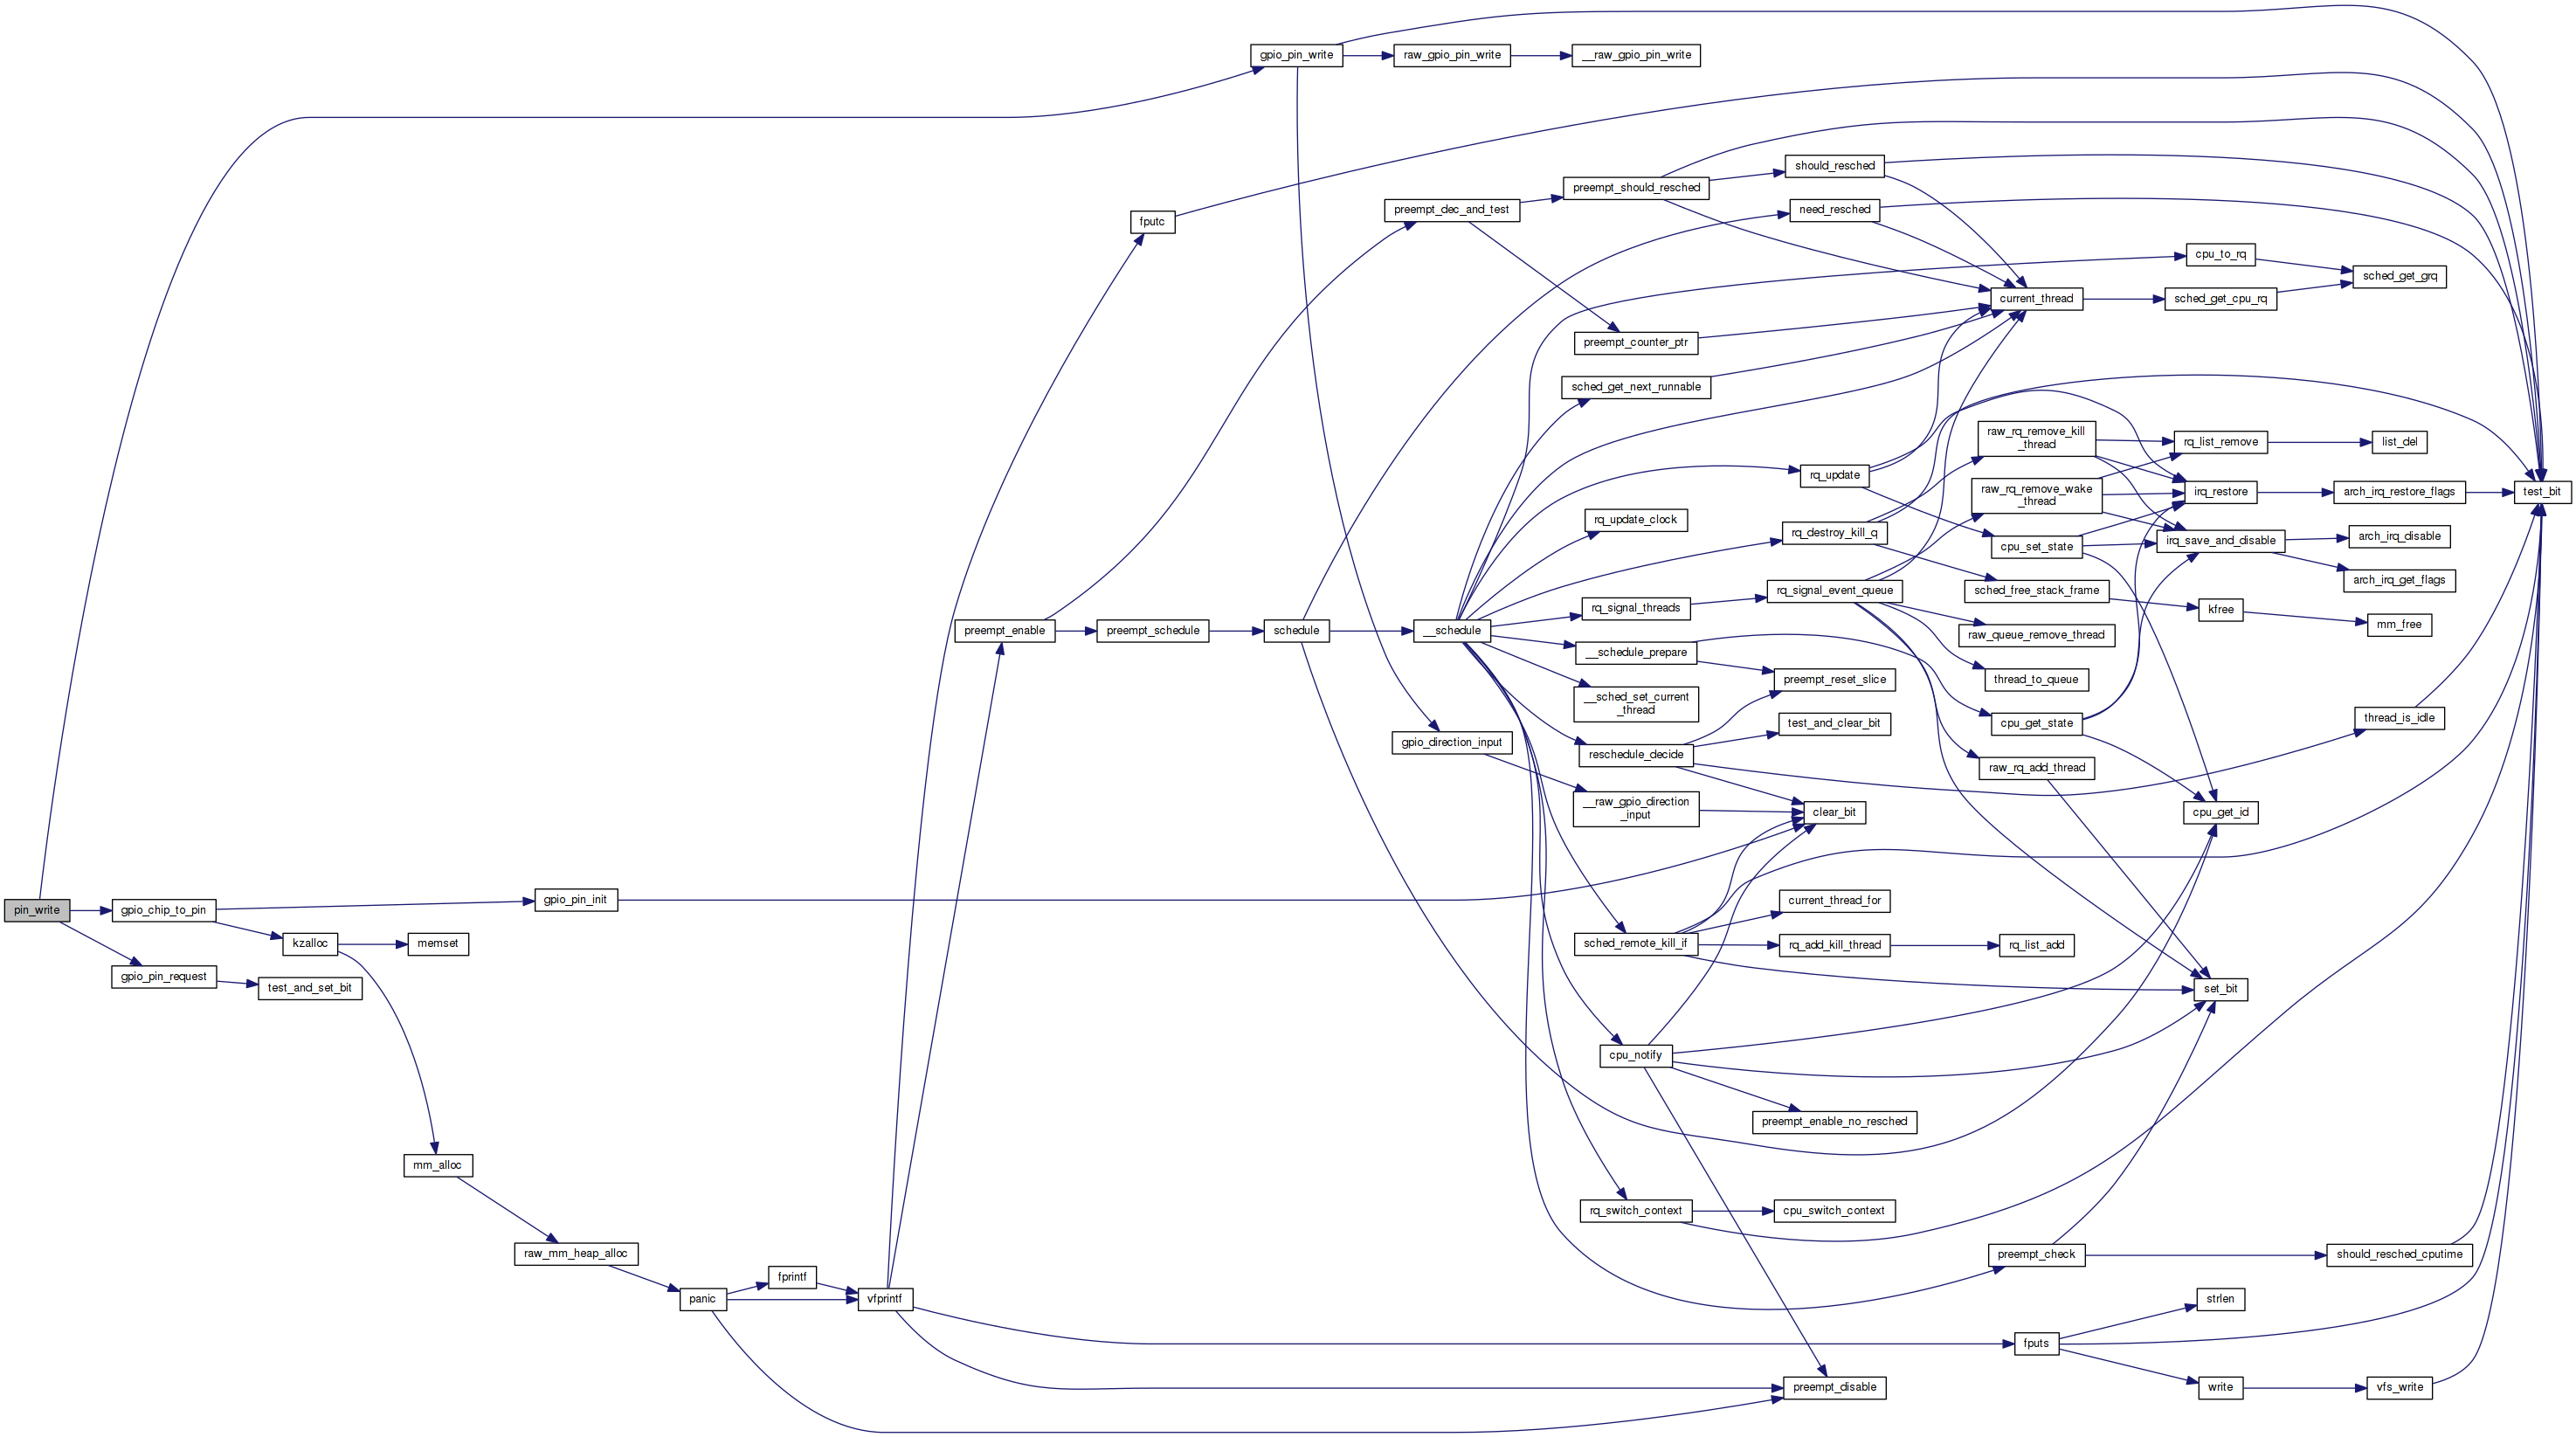 pin_write
gpio_chip_to_pin
gpio_pin_request
kzalloc
test_and_set_bit
memset
mm_alloc
gpio_pin_init
raw_mm_heap_alloc
panic
fprintf
vfprintf
preempt_enable
fputc
preempt_schedule
gpio_pin_write
schedule
raw_gpio_pin_write
preempt_dec_and_test
__schedule
gpio_direction_input
__raw_gpio_pin_write
preempt_should_resched
preempt_counter_ptr
sched_get_next_runnable
rq_update_clock
rq_signal_threads
__schedule_prepare
__sched_set_current
_thread
reschedule_decide
__raw_gpio_direction
_input
sched_remote_kill_if
cpu_notify
rq_switch_context
should_resched
need_resched
rq_update
rq_destroy_kill_q
rq_signal_event_queue
preempt_reset_slice
test_and_clear_bit
clear_bit
current_thread_for
rq_add_kill_thread
preempt_enable_no_resched
cpu_switch_context
preempt_disable
current_thread
raw_rq_remove_kill
_thread
raw_rq_remove_wake
_thread
cpu_set_state
sched_free_stack_frame
raw_queue_remove_thread
thread_to_queue
cpu_get_state
raw_rq_add_thread
rq_list_add
preempt_check
fputs
cpu_to_rq
sched_get_cpu_rq
rq_list_remove
irq_restore
irq_save_and_disable
kfree
cpu_get_id
set_bit
strlen
write
sched_get_grq
list_del
arch_irq_restore_flags
arch_irq_disable
arch_irq_get_flags
mm_free
thread_is_idle
should_resched_cputime
vfs_write
test_bit